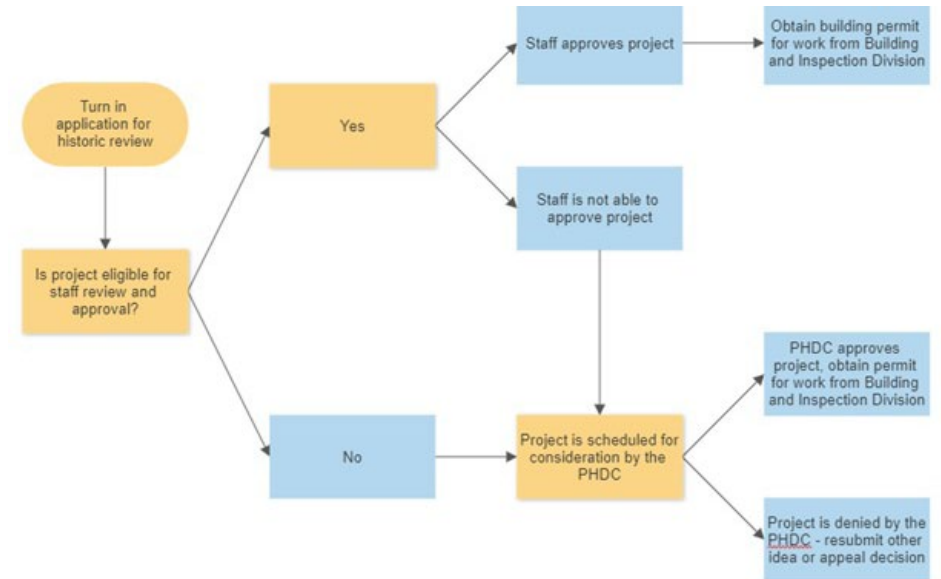 Turn in
application for
historic review
Is project eligible for
staff review and
approval?
Yes
No
Staff approves project
Staff is not able to
approve project
Project is scheduled for
consideration by the
PHDC
Obtain building permit
for work from Building
and Inspection Division
PHDC approves
project, obtain permit
for work from Building
and Inspection Division
Project is denied by the
PHDC - resubmit other
idea or appeal decision